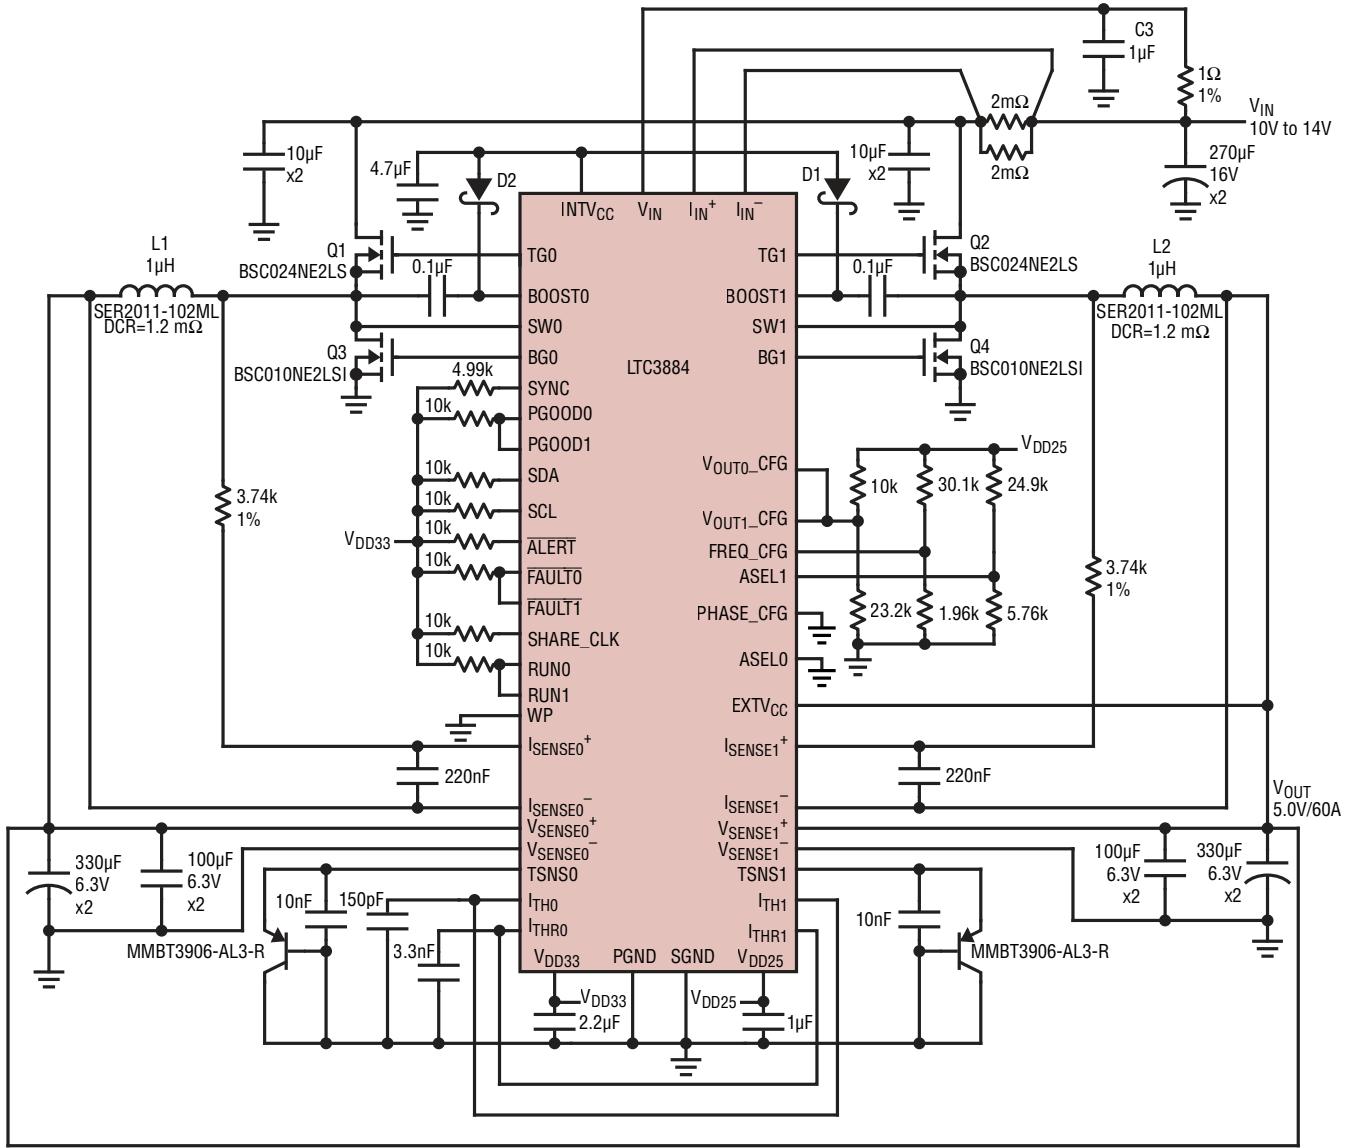 C3
1µF
1Ω
1%
2mΩ
2mΩ
VIN
10V to 14V
270µF
16V
x2
10µF
x2
4.7µF
D2
D1
10µF
x2
INTVCC
VIN
IIN+
IIN–
L1
1µH
SER2011-102ML
DCR=1.2 mΩ
Q1
BSC024NE2LS
0.1µF
Q3
BSC010NE2LSI
TG0
BOOST0
SW0
BG0
LTC3884
TG1
BOOST1
SW1
BG1
0.1µF
Q2
BSC024NE2LS
Q4
BSC010NE2LSI
L2
1µH
SER2011-102ML
DCR=1.2 mΩ
4.99k
SYNC
10k
PGOOD0
PGOOD1
10k
SDA
10k
SCL
VDD33
10k
ALERT
10k
FAULT0
FAULT1
10k
SHARE_CLK
10k
RUN0
RUN1
WP
3.74k
1%
ISENSE0+
220nF
ISENSE0–
VSENSE0+
VSENSE0–
TSNS0
ITH0
ITHR0
VDD33
PGND
SGND
VDD25
VOUT0_CFG
VOUT1_CFG
FREQ_CFG
ASEL1
PHASE_CFG
ASEL0
EXTVCC
ISENSE1+
ISENSE1–
VSENSE1+
VSENSE1–
TSNS1
ITH1
ITHR1
VDD25
10k
30.1k
24.9k
23.2k
1.96k
5.76k
3.74k
1%
220nF
VOUT
5.0V/60A
330µF
6.3V
x2
100µF
6.3V
x2
10nF
150pF
3.3nF
MMBT3906-AL3-R
VDD33
2.2µF
VDD25
1µF
10nF
MMBT3906-AL3-R
100µF
6.3V
x2
330µF
6.3V
x2